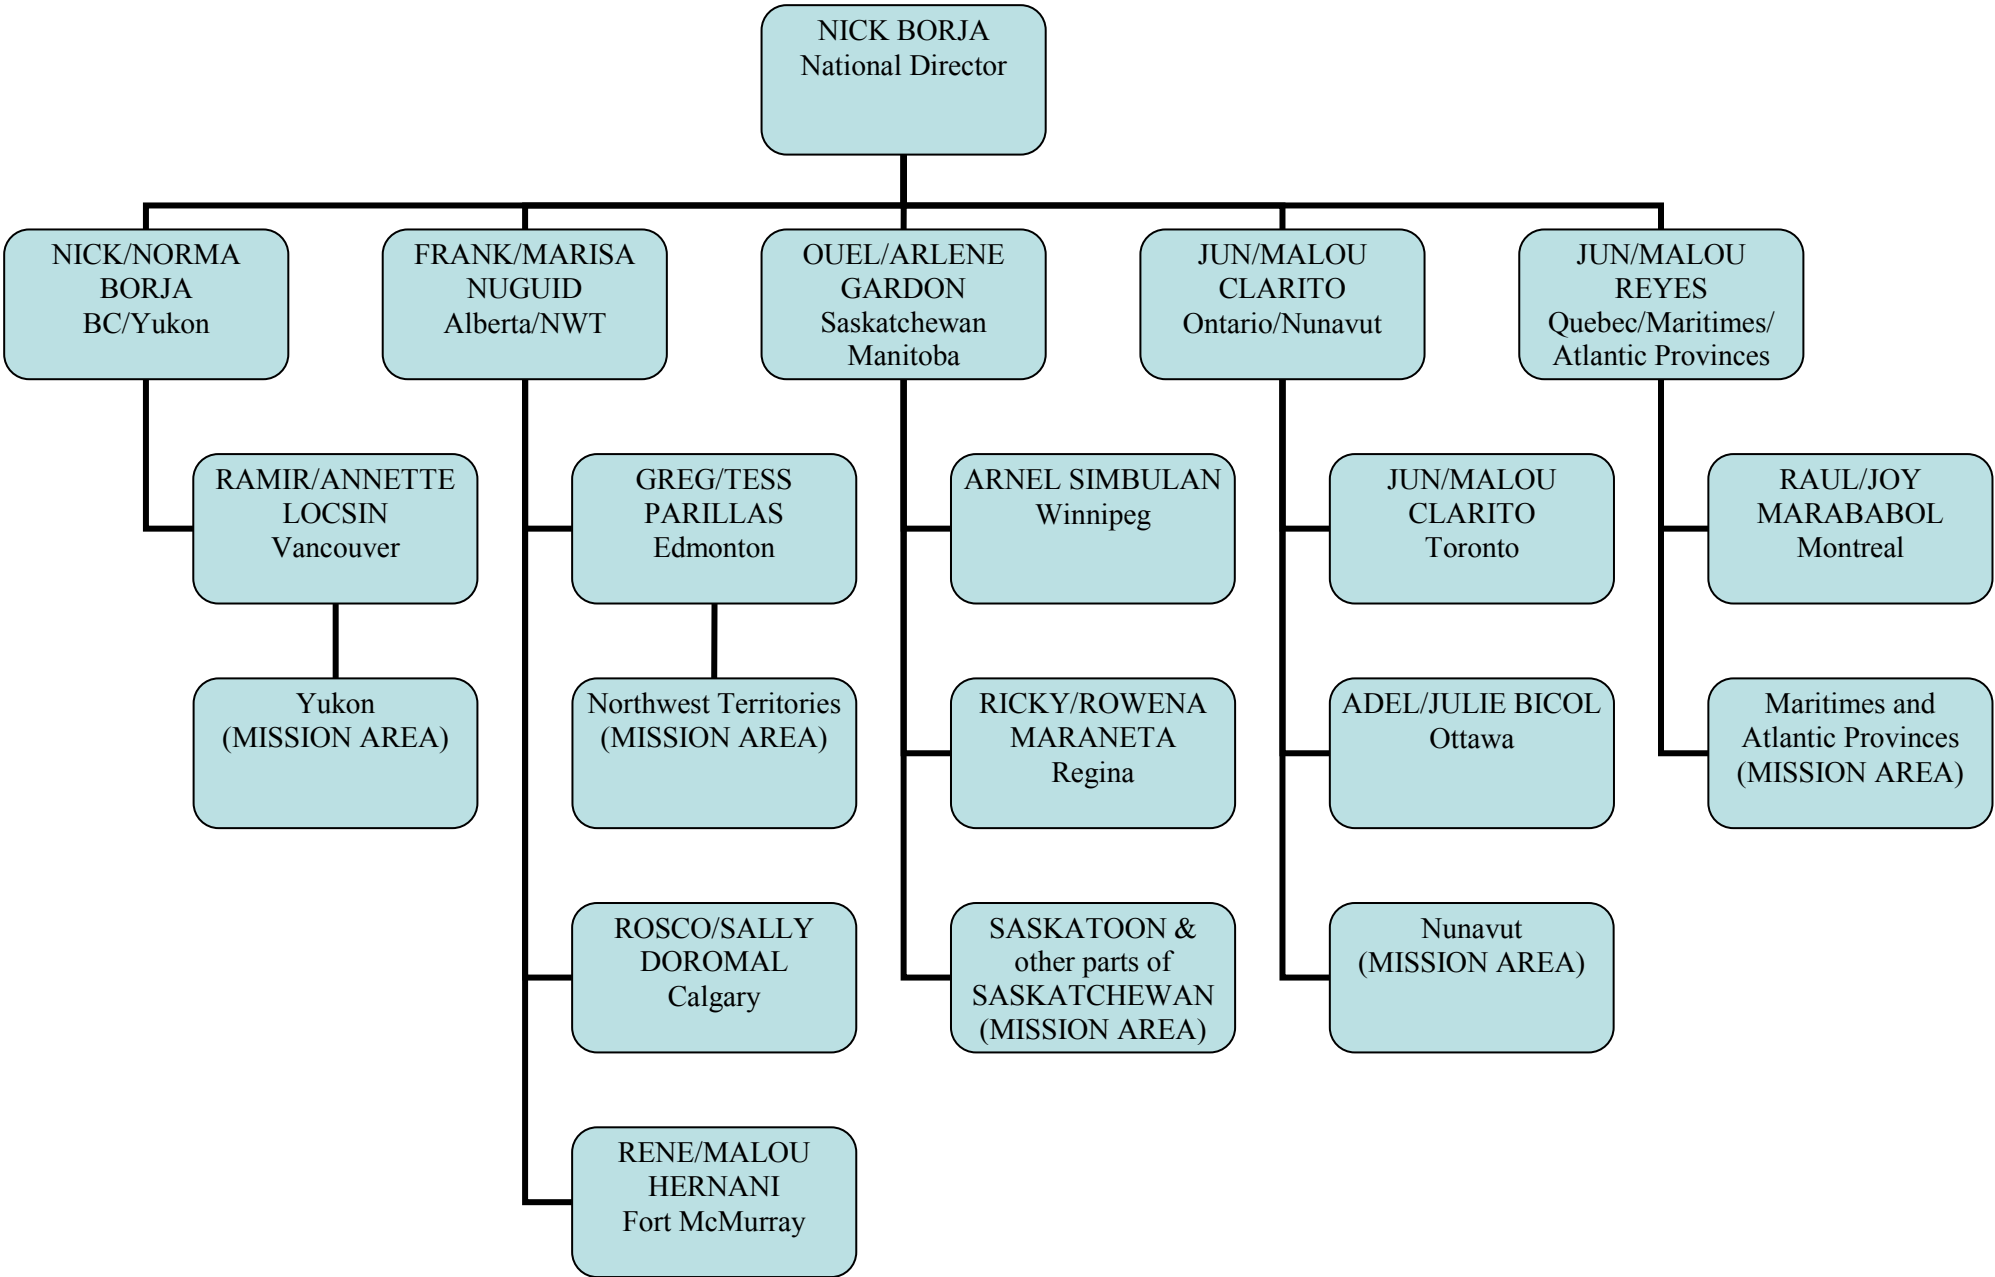 NICK BORJA
National Director
NICK/NORMA
BORJA
BC/Yukon
FRANK/MARISA
NUGUID
Alberta/NWT
OUEL/ARLENE
GARDON
Saskatchewan
Manitoba
JUN/MALOU
CLARITO
Ontario/Nunavut
JUN/MALOU
REYES
Quebec/Maritimes/
Atlantic Provinces
RAMIR/ANNETTE
LOCSIN
Vancouver
GREG/TESS
PARILLAS
Edmonton
ARNEL SIMBULAN
Winnipeg
JUN/MALOU
CLARITO
Toronto
RAUL/JOY
MARABABOL
Montreal
Yukon
(MISSION AREA)
Northwest Territories
(MISSION AREA)
RICKY/ROWENA
MARANETA
Regina
ADEL/JULIE BICOL
Ottawa
Maritimes and
Atlantic Provinces
(MISSION AREA)
ROSCO/SALLY
DOROMAL
Calgary
SASKATOON &
other parts of
SASKATCHEWAN
(MISSION AREA)
Nunavut
(MISSION AREA)
RENE/MALOU
HERNANI
Fort McMurray